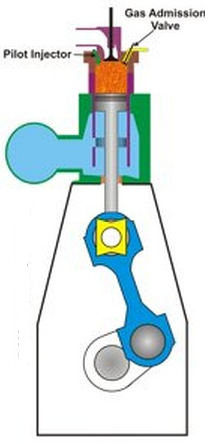 Gas Admission
Valve
Pilot Injector